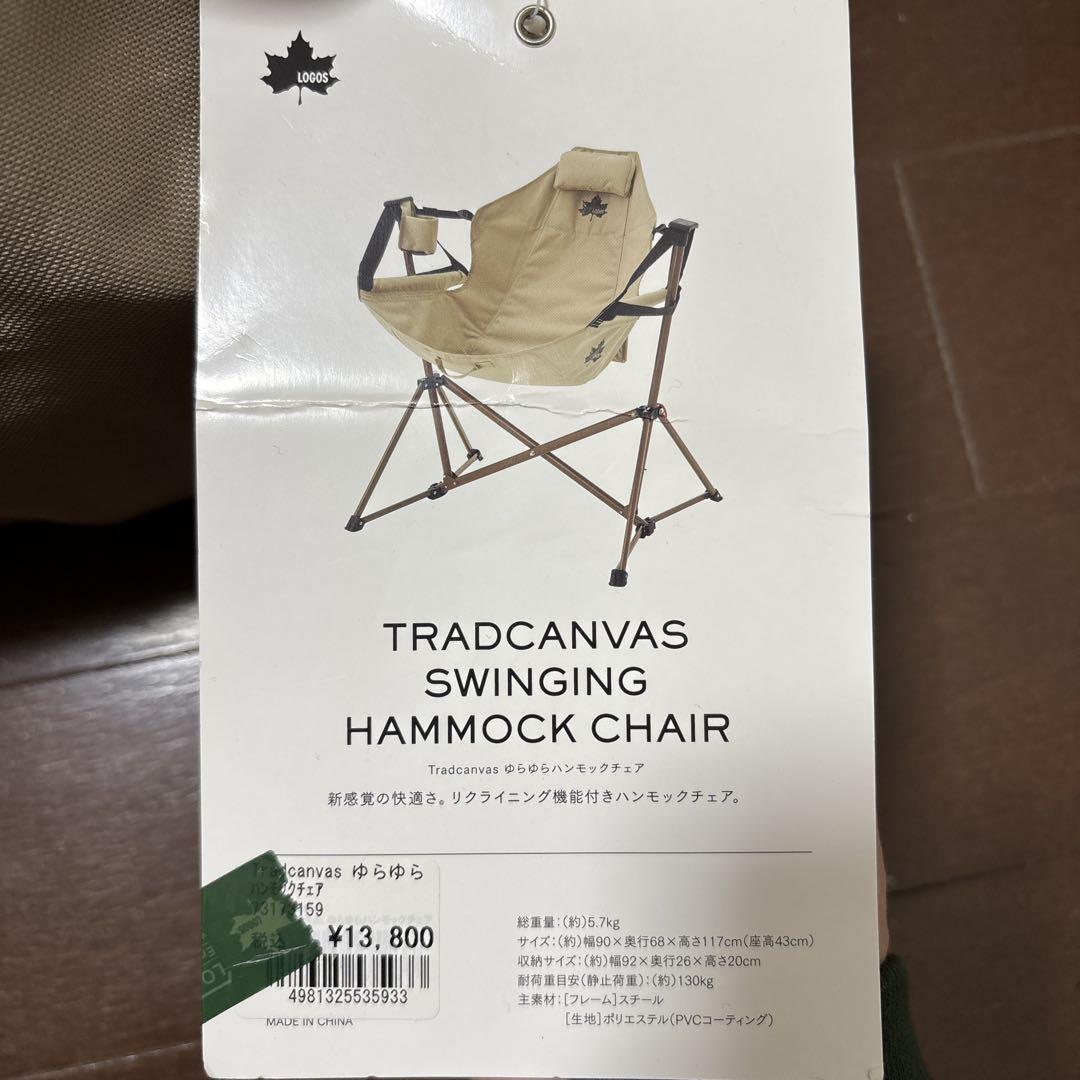 LOGOS
LOGOS
TRADCANVAS
SWINGING
HAMMOCK CHAIR
Tradcanvas ゆらゆらハンモックチェア
新感覚の快適さ。リクライニング機能付きハンモックチェア。
Tradcanvas ゆらゆら
ハンモックチェア
税込 ¥13,800
4981325535933
MADE IN CHINA
総重量：(約)5.7kg
サイズ：(約)幅90×奥行68×高さ117cm(座高43cm)
収納サイズ：(約)幅92×奥行26×高さ20cm
耐荷重目安(静止荷重)：(約)130kg
主素材：[フレーム]スチール
[生地]ポリエステル(PVCコーティング)